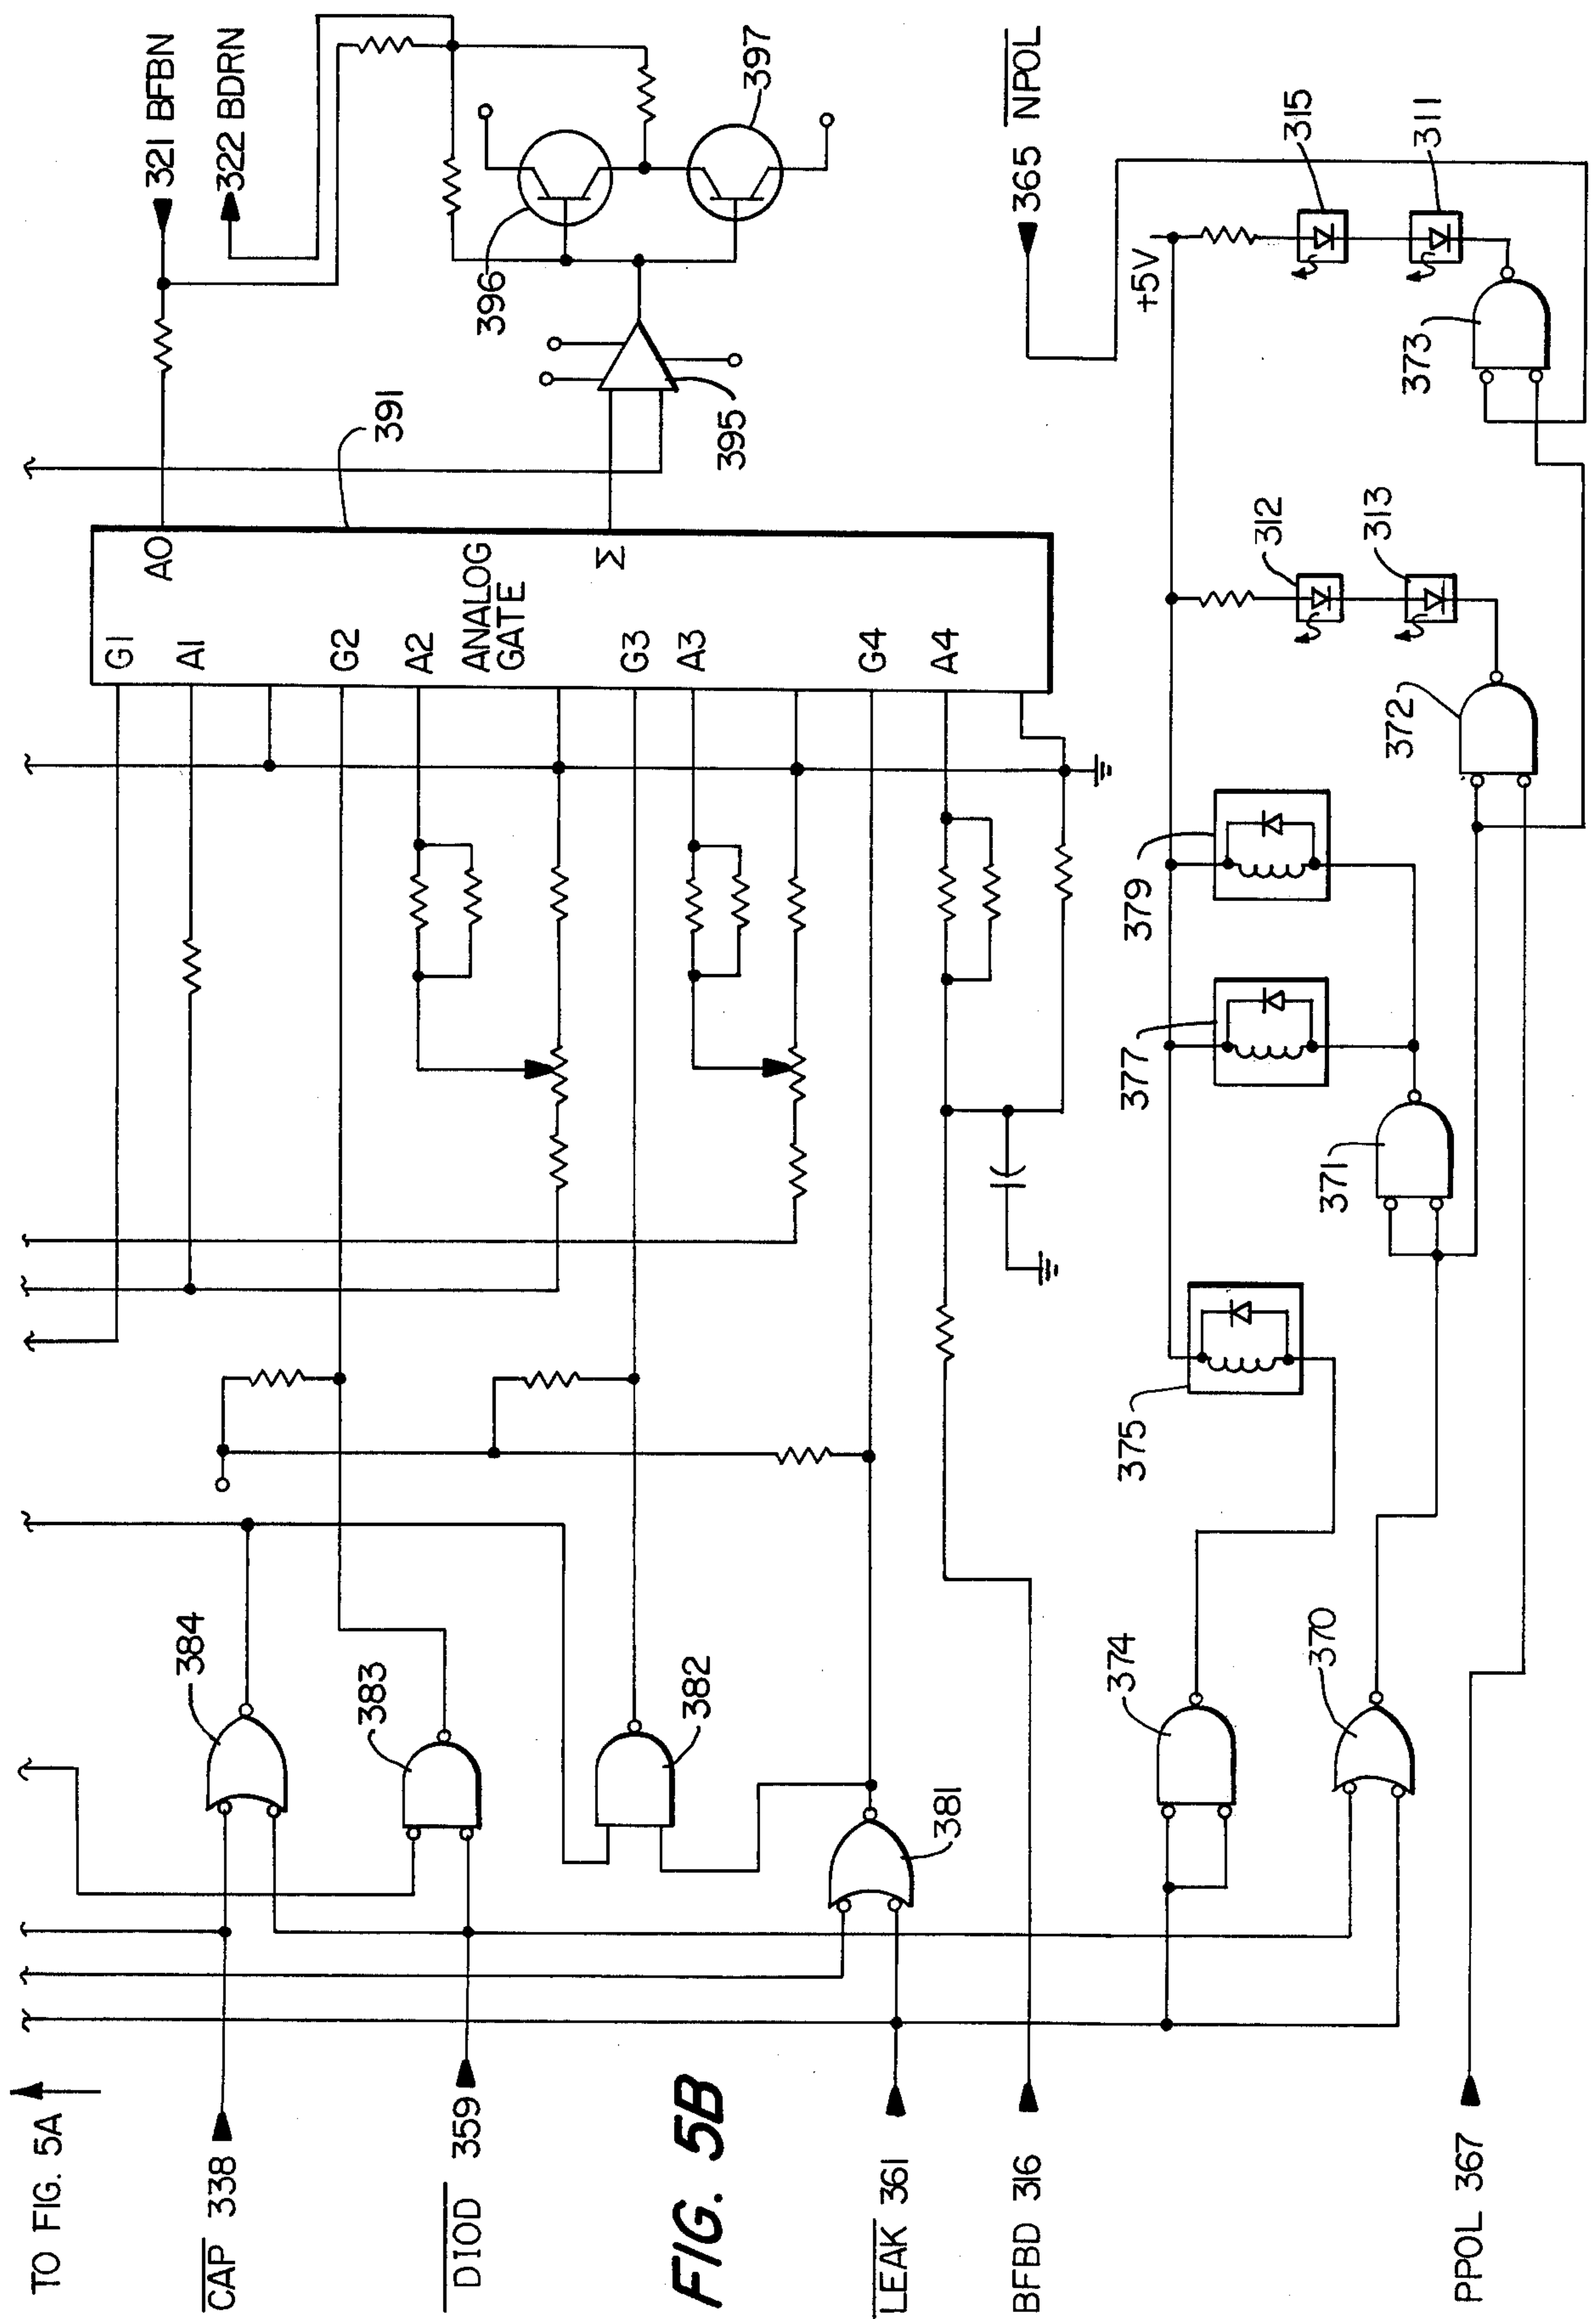 TO FIG. 5A
CAP 338
DIOD 359
FIG. 5B
LEAK 361
BFBD 316
PPOL 367
384
383
382
381
374
370
375
371
377
379
372
373
G1
A1
G2
A2
ANALOG
GATE
G3
A3
G4
A4
A0
Σ
391
395
396
397
321 BFBN
322 BDRN
365 NPOL
+5V
312
313
315
311